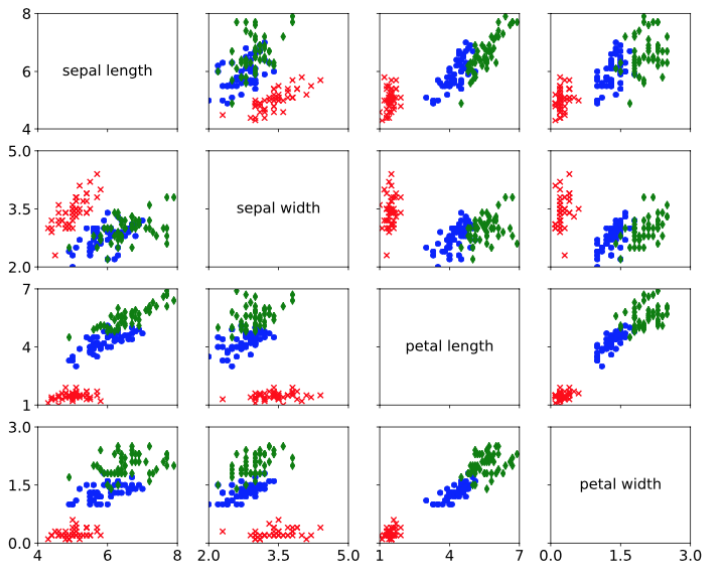 8
6
4
sepal length
5.0
3.5
2.0
sepal width
7
4
1
petal length
3.0
1.5
0.0
petal width
4 6 8
2.0 3.5 5.0
1 4 7
0.0 1.5 3.0